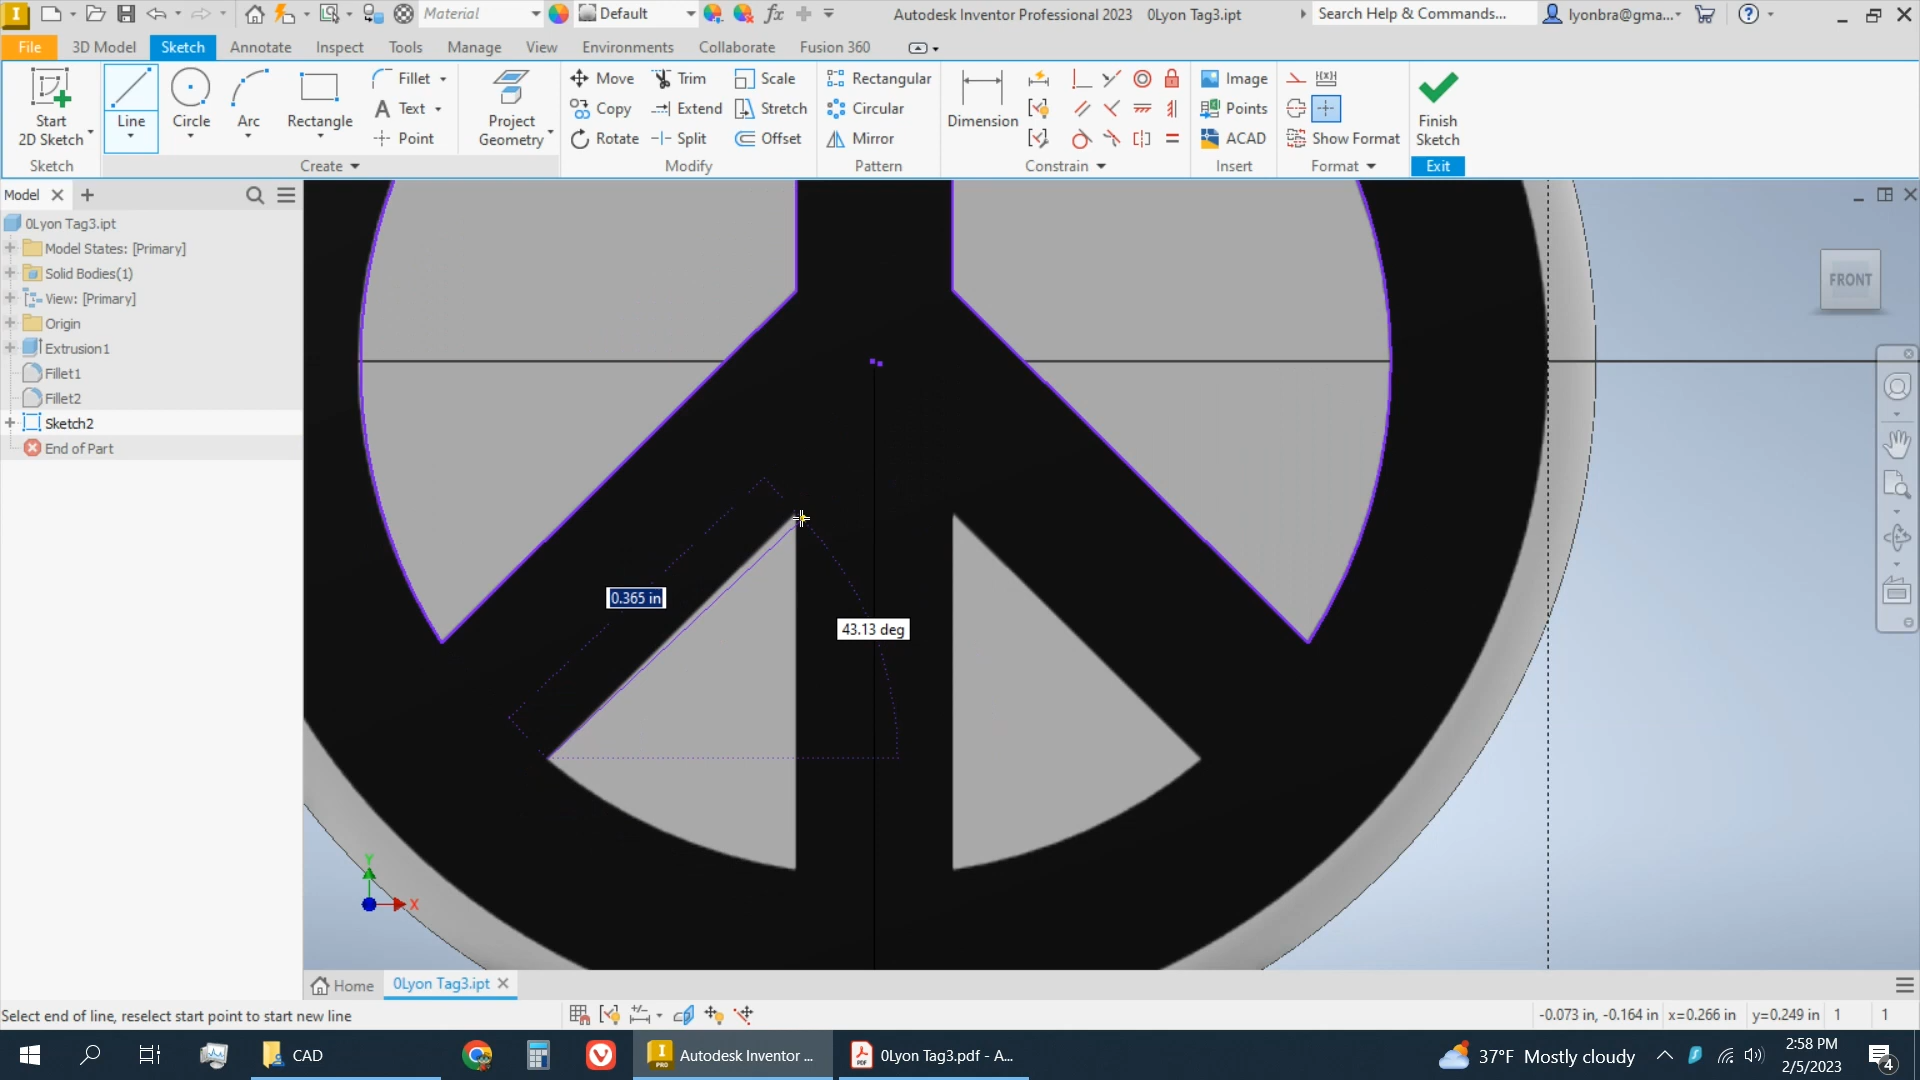 Material
Default
fx
Autodesk Inventor Professional 2023 0Lyon Tag3.ipt
Search Help & Commands...
lyonbra@gma...
File
3D Model
Sketch
Annotate
Inspect
Tools
Manage
View
Environments
Collaborate
Fusion 360
Start
2D Sketch
Line
Circle
Arc
Rectangle
Fillet
Text
Point
Project
Geometry
Move
Copy
Rotate
Trim
Extend
Split
Scale
Stretch
Offset
Rectangular
Circular
Mirror
Dimension
Image
Points
ACAD
Show Format
Finish
Sketch
Sketch
Create
Modify
Pattern
Constrain
Insert
Format
Exit
Model
0Lyon Tag3.ipt
Model States: [Primary]
Solid Bodies(1)
View: [Primary]
Origin
Extrusion1
Fillet1
Fillet2
Sketch2
End of Part
FRONT
0.365 in
43.13 deg
Y
X
Home
0Lyon Tag3.ipt
Select end of line, reselect start point to start new line
-0.073 in, -0.164 in x=0.266 in y=0.249 in 1 1
CAD
Autodesk Inventor ...
0Lyon Tag3.pdf - A...
37°F Mostly cloudy
2:58 PM
2/5/2023
4